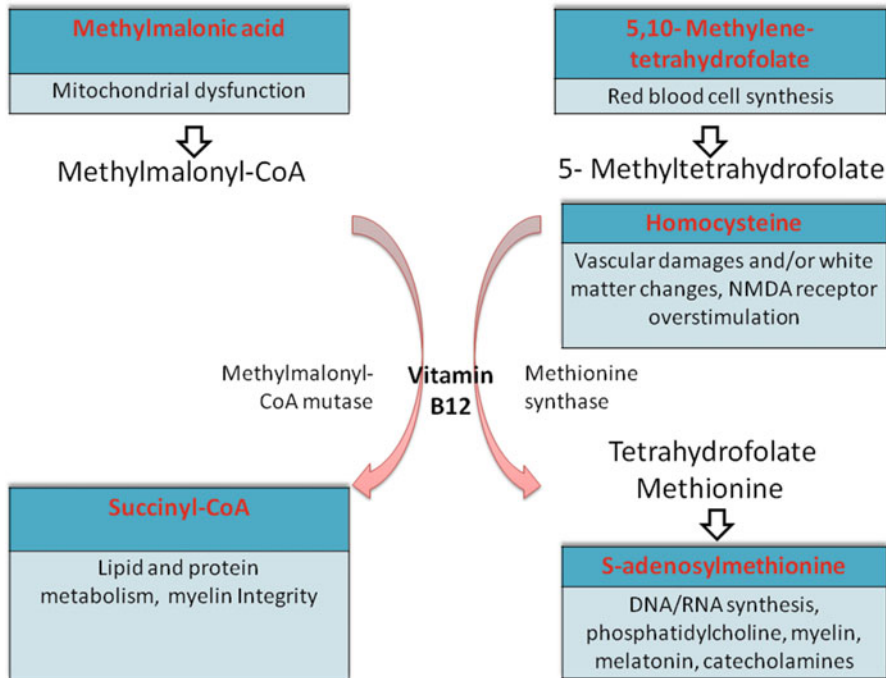 Methylmalonic acid
Mitochondrial dysfunction
Methylmalonyl-CoA
5,10- Methylene-
tetrahydrofolate
Red blood cell synthesis
5- Methyltetrahydrofolate
Homocysteine
Vascular damages and/or white
matter changes, NMDA receptor
overstimulation
Methylmalonyl-
CoA mutase
Vitamin
B12
Methionine
synthase
Succinyl-CoA
Lipid and protein
metabolism, myelin Integrity
Tetrahydrofolate
Methionine
S-adenosylmethionine
DNA/RNA synthesis,
phosphatidylcholine, myelin,
melatonin, catecholamines